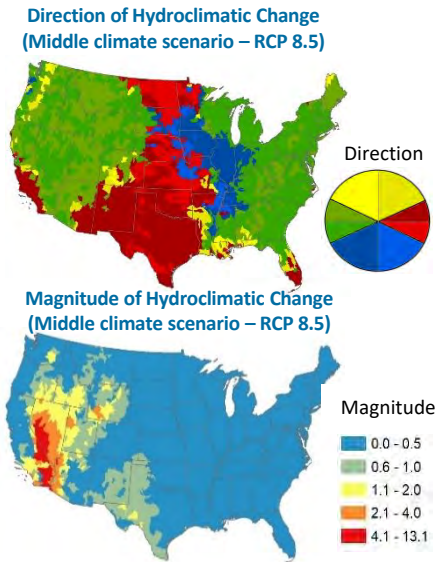 Direction of Hydroclimatic Change
(Middle climate scenario – RCP 8.5)
Direction
Magnitude of Hydroclimatic Change
(Middle climate scenario – RCP 8.5)
Magnitude
0.0 - 0.5
0.6 - 1.0
1.1 - 2.0
2.1 - 4.0
4.1 - 13.1